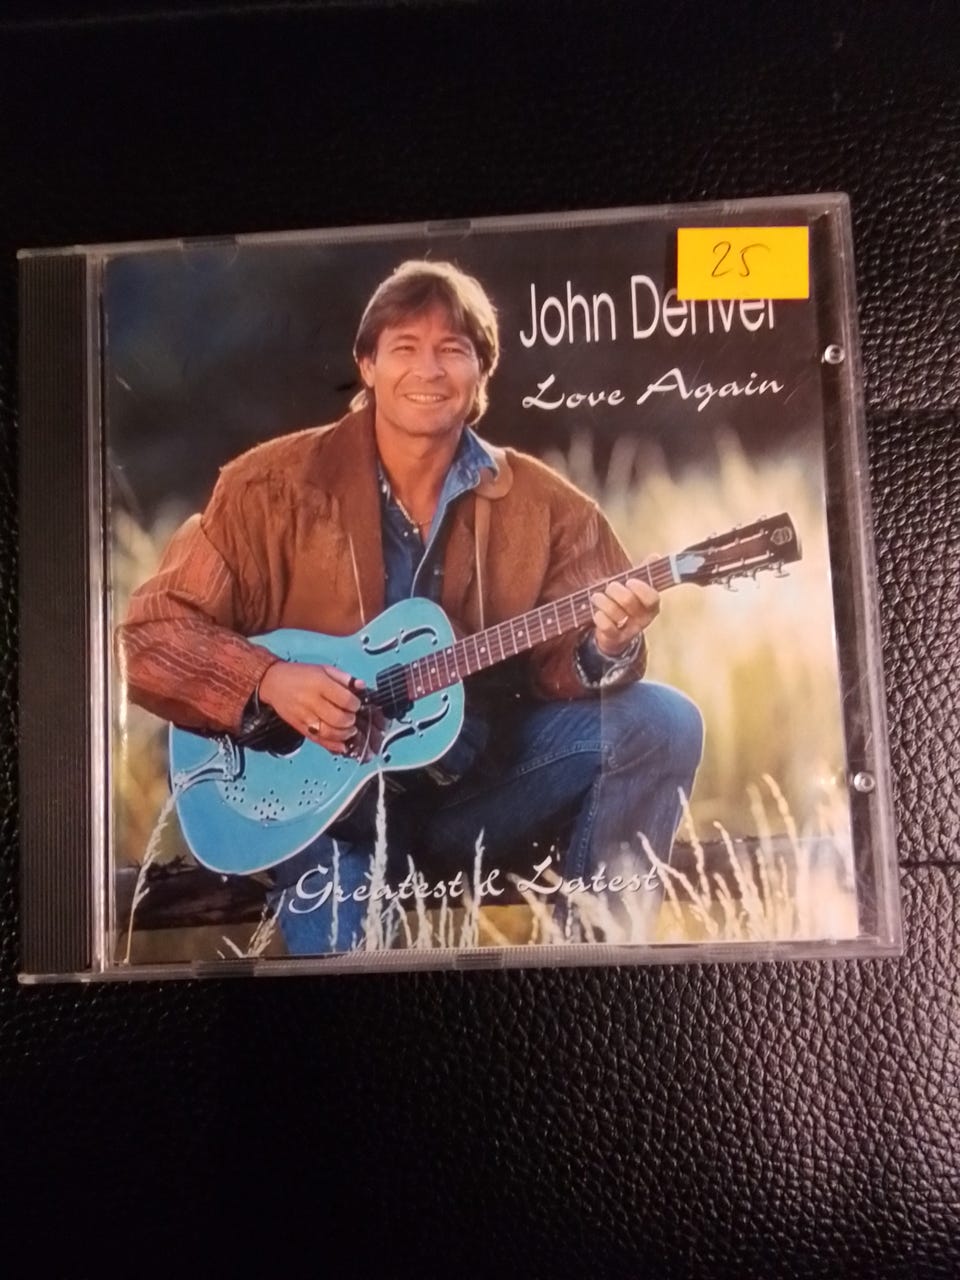 25
John Denver
Love Again
Greatest & Latest